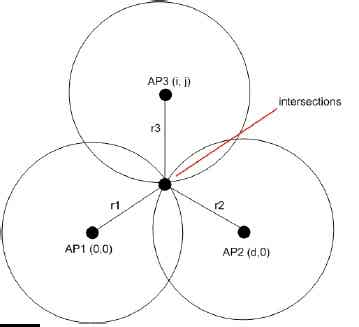 AP3 (i, j)
intersections
r3
r1
r2
AP1 (0,0)
AP2 (d,0)